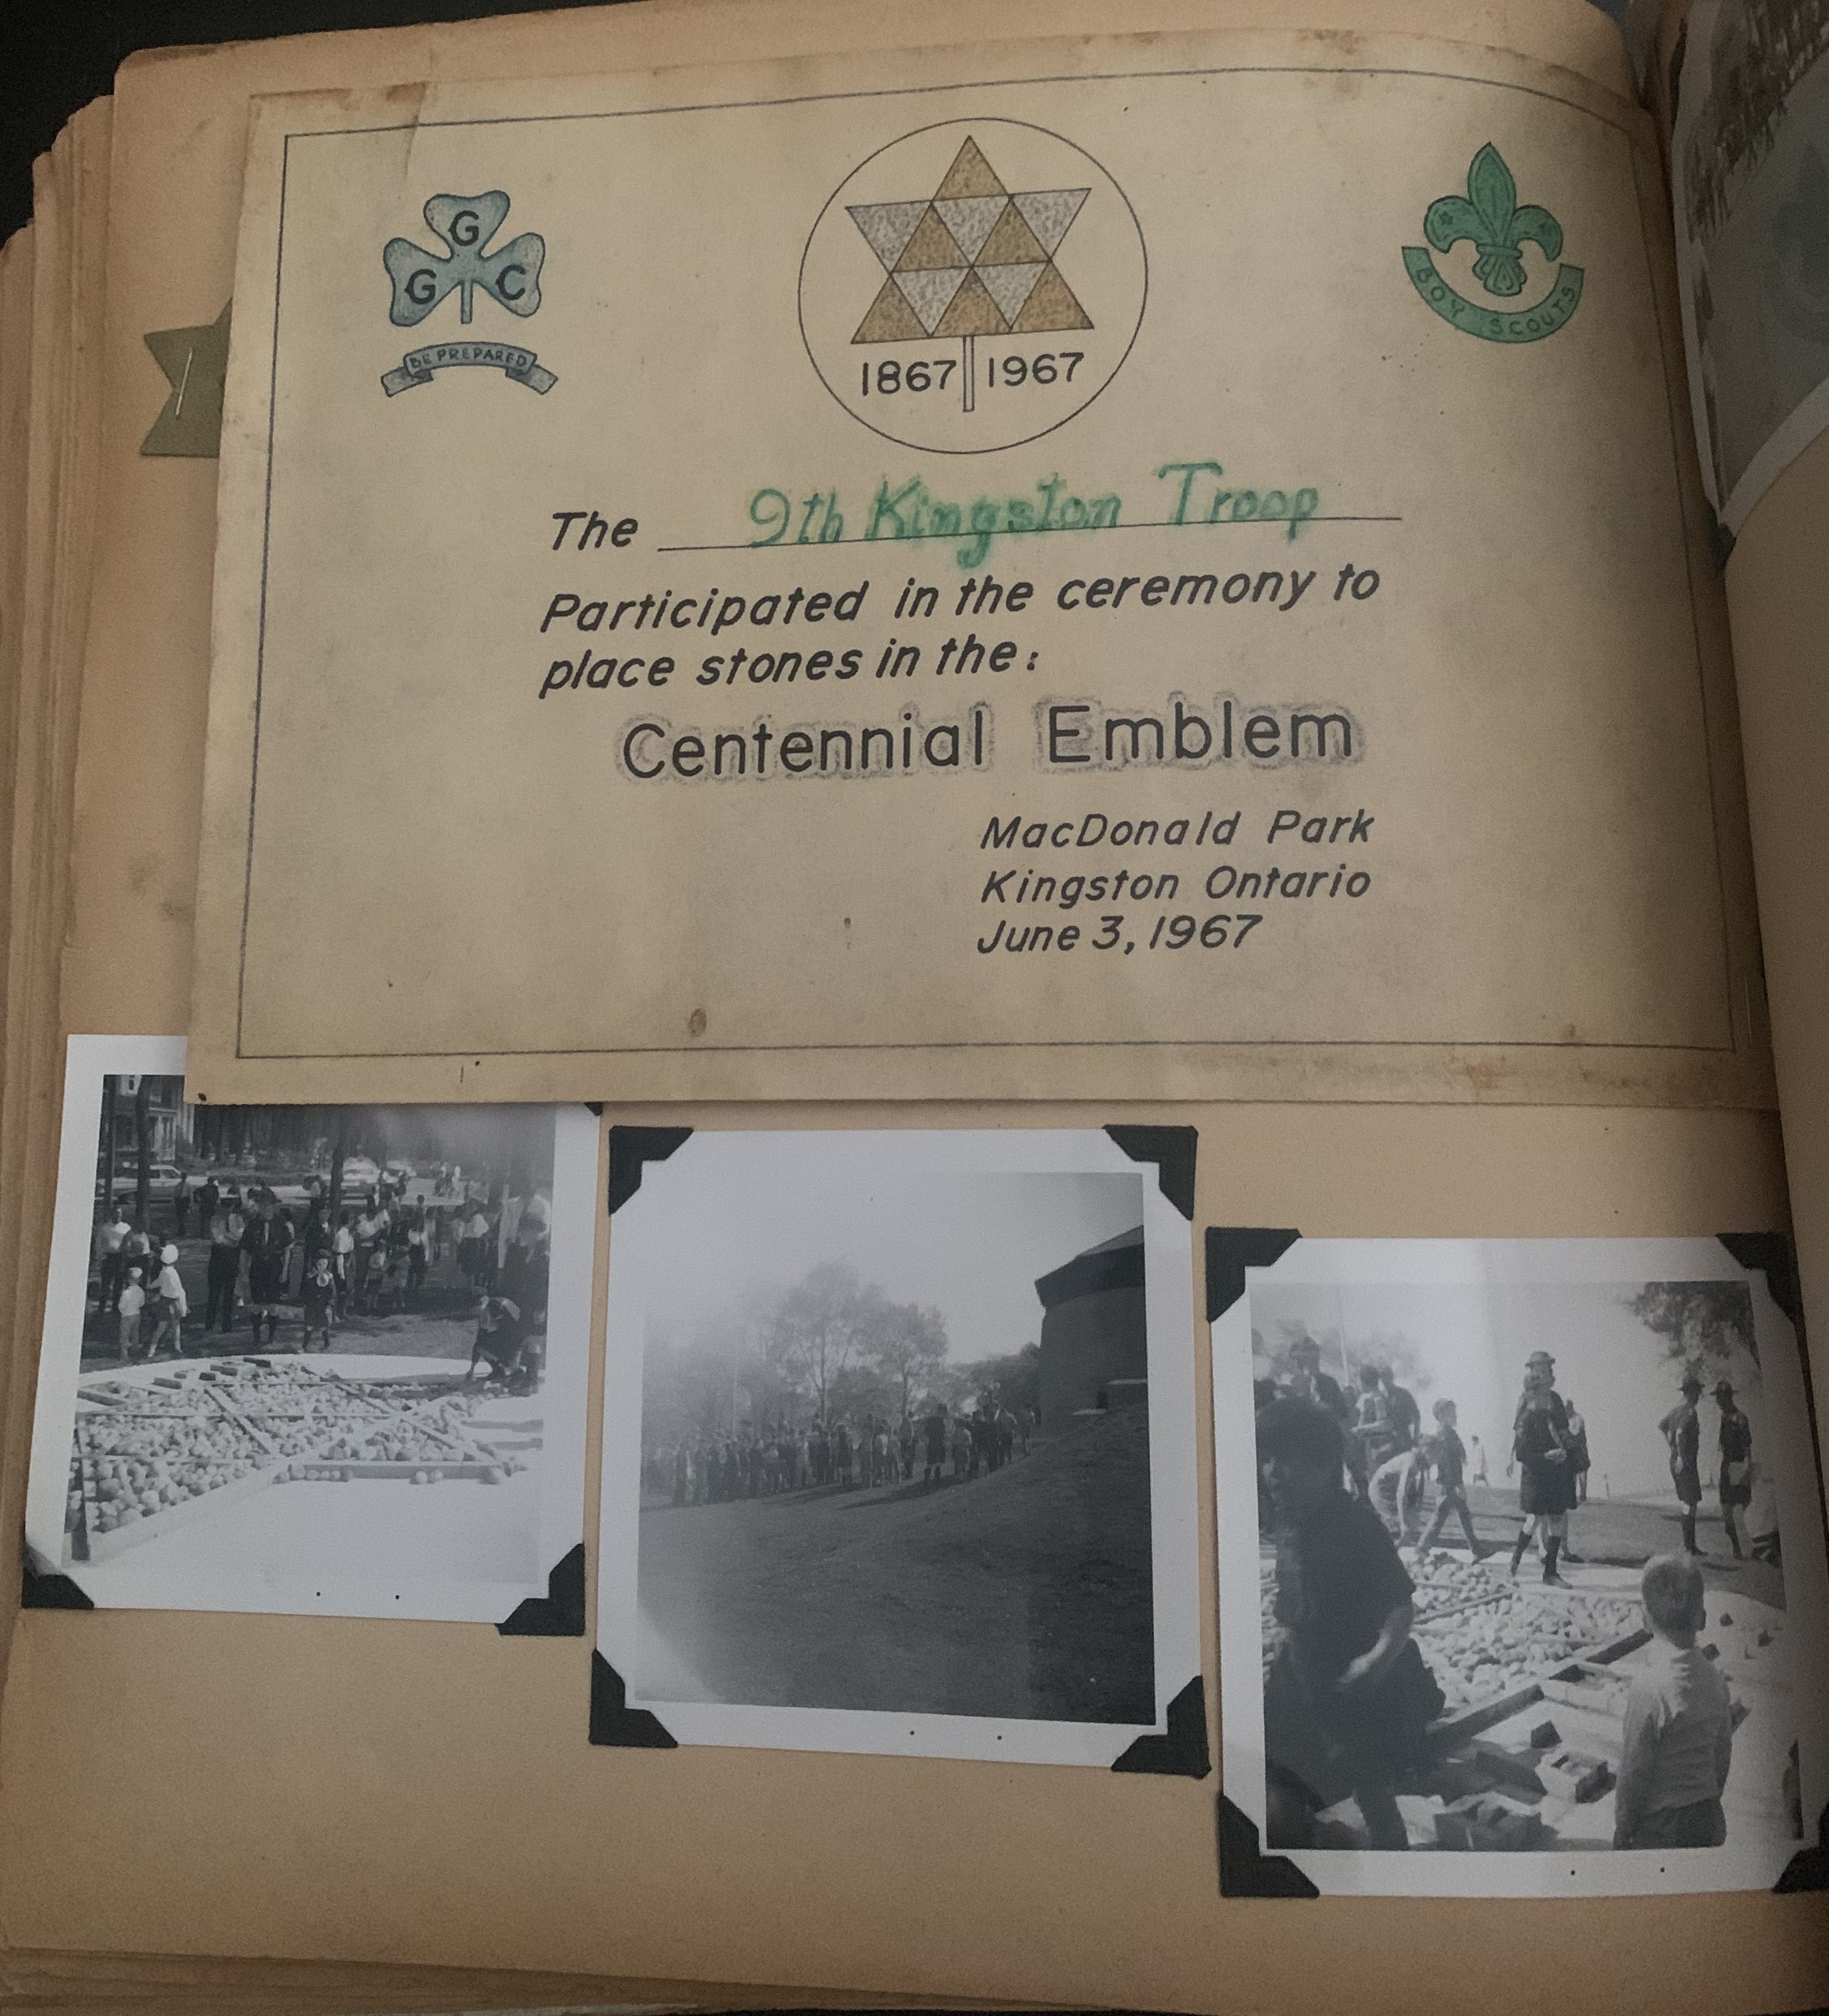 G
G C
BE PREPARED
1867 1967
BOY SCOUTS
The 9th Kingston Troop
Participated in the ceremony to
place stones in the:
Centennial Emblem
MacDonald Park
Kingston Ontario
June 3, 1967